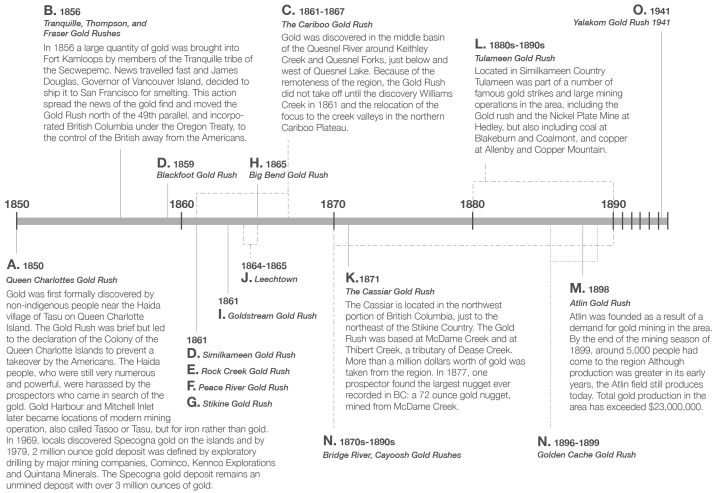 B. 1856
Tranquille, Thompson, and
Fraser Gold Rushes
In 1856 a large quantity of gold was brought into
Fort Kamloops by members of the Tranquille tribe of
the Secwepemc. News travelled fast and James
Douglas, Governor of Vancouver Island, decided to
ship it to San Francisco for smelting. This action
spread the news of the gold find and moved the
Gold Rush north of the 49th parallel, and incorpo-
rated British Columbia under the Oregon Treaty, to
the control of the British away from the Americans.
C. 1861-1867
The Cariboo Gold Rush
Gold was discovered in the middle basin
of the Quesnel River around Keithley
Creek and Quesnel Forks, just below and
west of Quesnel Lake. Because of the
remoteness of the region, the Gold Rush
did not take off until the discovery Williams
Creek in 1861 and the relocation of the
focus to the creek valleys in the northern
Cariboo Plateau.
O. 1941
Yalakom Gold Rush 1941
L. 1880s-1890s
Tulameen Gold Rush
Located in Similkameen Country
Tulameen was part of a number of
famous gold strikes and large mining
operations in the area, including the
Gold rush and the Nickel Plate Mine at
Hedley, but also including coal at
Blakeburn and Coalmont, and copper
at Allenby and Copper Mountain.
D. 1859
Blackfoot Gold Rush
H. 1865
Big Bend Gold Rush
1850
1860
1870
1880
1890
A. 1850
Queen Charlottes Gold Rush
Gold was first formally discovered by
non-indigenous people near the Haida
village of Tasu on Queen Charlotte
Island. The Gold Rush was brief but led
to the declaration of the Colony of the
Queen Charlotte Islands to prevent a
takeover by the Americans. The Haida
people, who were still very numerous
and powerful, were harassed by the
prospectors who came in search of the
gold. Gold Harbour and Mitchell Inlet
later became locations of modern mining
operation, also called Tasoo or Tasu, but for iron rather than gold.
In 1969, locals discovered Specogna gold on the islands and by
1979, 2 million ounce gold deposit was defined by exploratory
drilling by major mining companies, Cominco, Kennco Explorations
and Quintana Minerals. The Specogna gold deposit remains an
unmined deposit with over 3 million ounces of gold.
1864-1865
J. Leechtown
1861
I. Goldstream Gold Rush
1861
D. Similkameen Gold Rush
E. Rock Creek Gold Rush
F. Peace River Gold Rush
G. Stikine Gold Rush
K.1871
The Cassiar Gold Rush
The Cassiar is located in the northwest
portion of British Columbia, just to the
northeast of the Stikine Country. The Gold
Rush was based at McDame Creek and at
Thibert Creek, a tributary of Dease Creek.
More than a million dollars worth of gold was
taken from the region. In 1877, one
prospector found the largest nugget ever
recorded in BC: a 72 ounce gold nugget,
mined from McDame Creek.
N. 1870s-1890s
Bridge River, Cayoosh Gold Rushes
M. 1898
Atlin Gold Rush
Atlin was founded as a result of a
demand for gold mining in the area.
By the end of the mining season of
1899, around 5,000 people had
come to the region Although
production was greater in its early
years, the Atlin field still produces
today. Total gold production in the
area has exceeded $23,000,000.
N. 1896-1899
Golden Cache Gold Rush